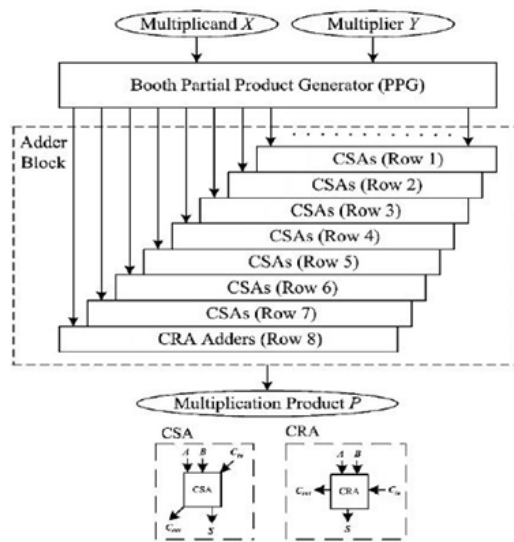 Multiplicand X
Multiplier Y
Booth Partial Product Generator (PPG)
Adder
Block
CSAs (Row 1)
CSAs (Row 2)
CSAs (Row 3)
CSAs (Row 4)
CSAs (Row 5)
CSAs (Row 6)
CSAs (Row 7)
CRA Adders (Row 8)
Multiplication Product P
CSA
CRA
A B Cin
A B
CSA
Cout CRA Cin
Cout S
S